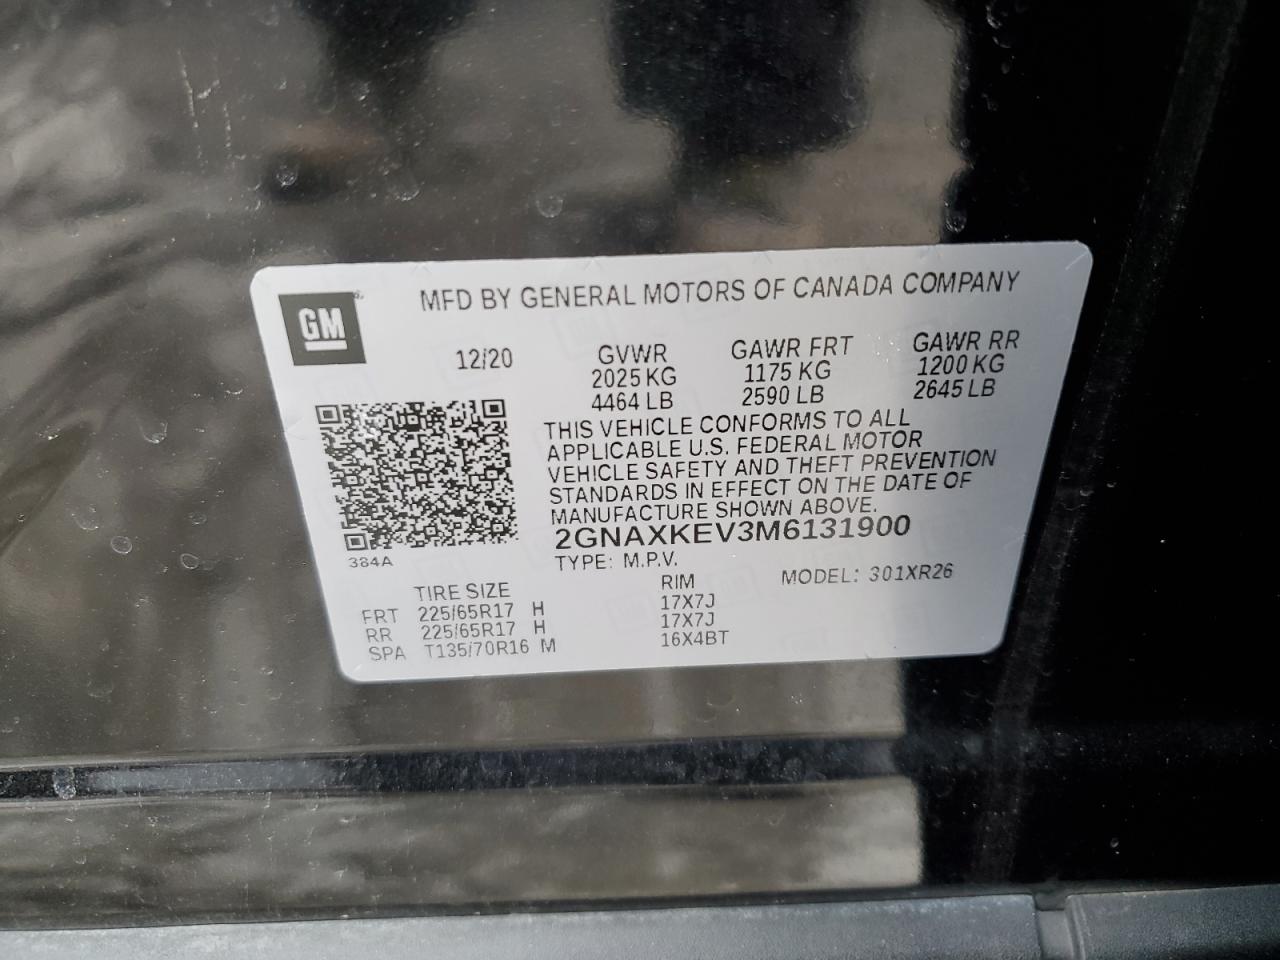 MFD BY GENERAL MOTORS OF CANADA COMPANY
GM
12/20
GVWR GAWR FRT GAWR RR
2025 KG 1175 KG 1200 KG
4464 LB 2590 LB 2645 LB
THIS VEHICLE CONFORMS TO ALL
APPLICABLE U.S. FEDERAL MOTOR
VEHICLE SAFETY AND THEFT PREVENTION
STANDARDS IN EFFECT ON THE DATE OF
MANUFACTURE SHOWN ABOVE.
2GNAXKEV3M6131900
384A
TYPE: M.P.V. MODEL: 301XR26
TIRE SIZE RIM
FRT 225/65R17 H 17X7J
RR 225/65R17 H 17X7J
SPA T135/70R16 M 16X4BT